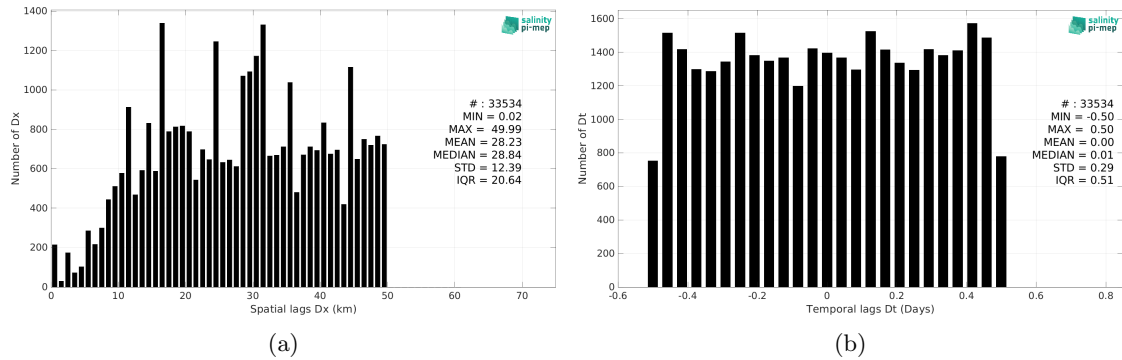 1400
1200
1000
800
600
400
200
0
Number of Dx
0 10 20 30 40 50 60 70
Spatial lags Dx (km)
salinity
pi-mep
# : 33534
MIN = 0.02
MAX = 49.99
MEAN = 28.23
MEDIAN = 28.84
STD = 12.39
IQR = 20.64
(a)
1600
1400
1200
1000
800
600
400
200
0
Number of Dt
-0.6 -0.4 -0.2 0 0.2 0.4 0.6 0.8
Temporal lags Dt (Days)
salinity
pi-mep
# : 33534
MIN = -0.50
MAX = 0.50
MEAN = 0.00
MEDIAN = 0.01
STD = 0.29
IQR = 0.51
(b)